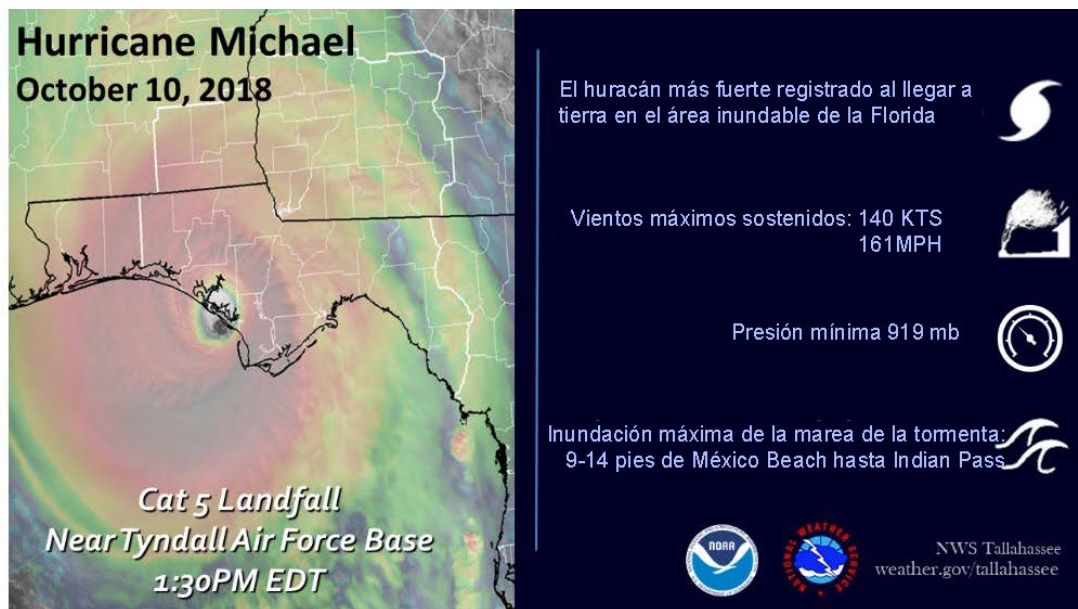 Hurricane Michael
October 10, 2018
Cat 5 Landfall
Near Tyndall Air Force Base
1:30PM EDT
El huracán más fuerte registrado al llegar a
tierra en el área inundable de la Florida
Vientos máximos sostenidos: 140 KTS
161MPH
Presión mínima 919 mb
Inundación máxima de la marea de la tormenta:
9-14 pies de México Beach hasta Indian Pass
NOAA
NATIONAL WEATHER SERVICE
NWS Tallahassee
weather.gov/tallahassee